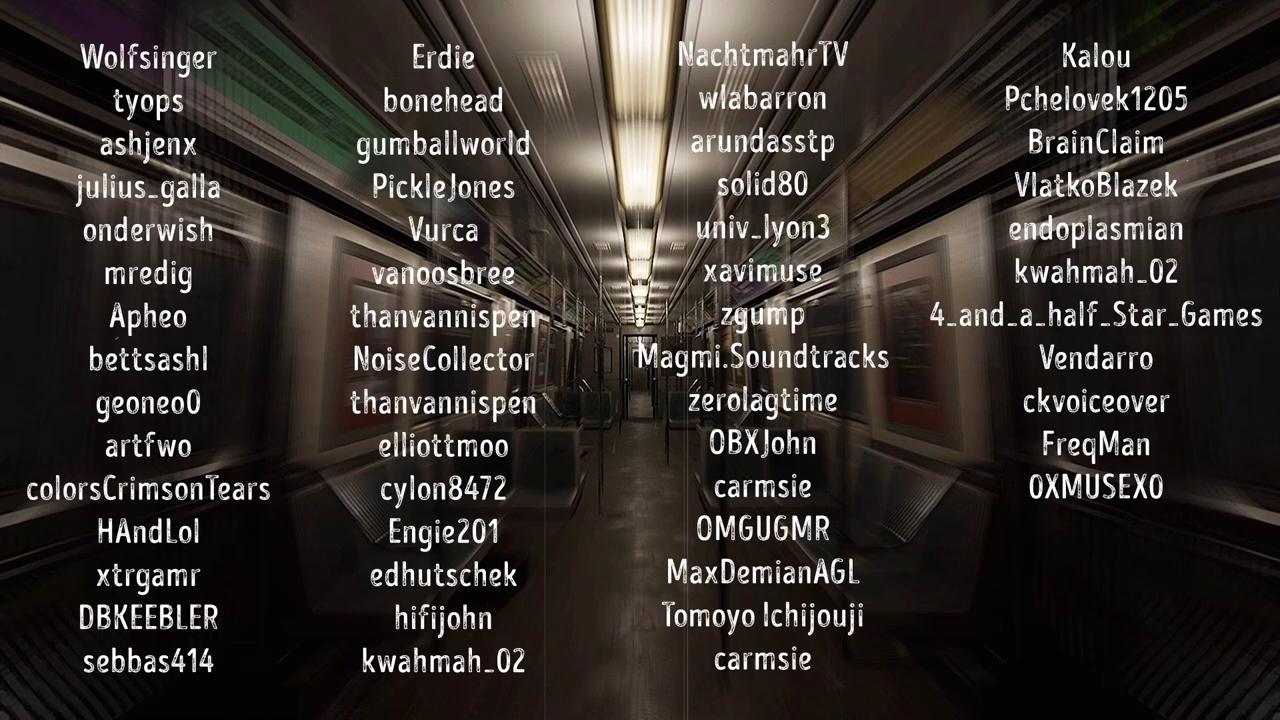 Wolfsinger
tyops
ashjenx
julius_galla
onderwish
mredig
Apheo
bettsashl
geoneo0
artfwo
colorsCrimsonTears
HAndLol
xtrgamr
DBKEEBLER
sebbas414
Erdie
bonehead
gumballworld
PickleJones
Vurca
vanoosbree
thanvannispen
NoiseCollector
thanvannispen
elliottmoo
cylon8472
Engie201
edhutschek
hifijohn
kwahmah_02
NachtmahrTV
wlabarron
arundasstp
solid80
univ_lyon3
xavimuse
zgump
Magmi.Soundtracks
zerolagtime
OBXJohn
carmsie
OMGUGMR
MaxDemianAGL
Tomoyo Ichijouji
carmsie
Kalou
Pchelovek1205
BrainClaim
VlatkoBlazek
endoplasmian
kwahmah_02
4_and_a_half_Star_Games
Vendarro
ckvoiceover
FreqMan
0XMUSEX0